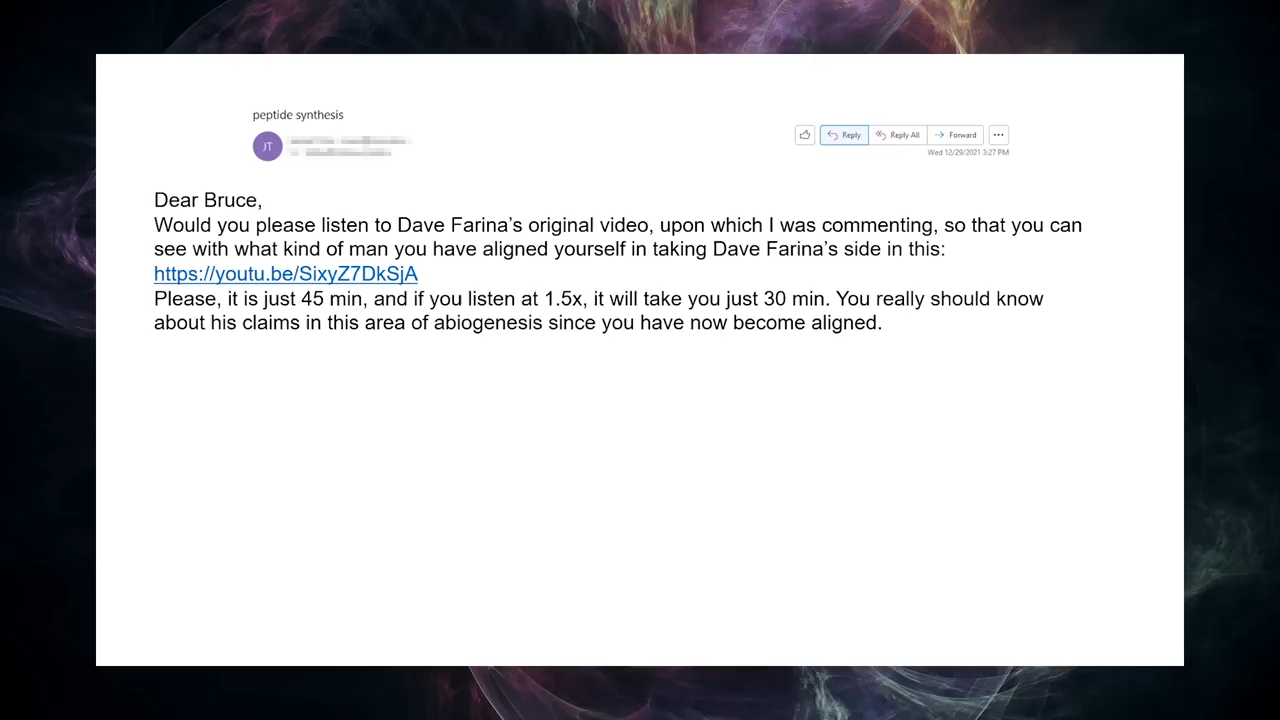 peptide synthesis
JT
Reply
Reply All
Forward
Wed 12/29/2021 3:27 PM
Dear Bruce,
Would you please listen to Dave Farina’s original video, upon which I was commenting, so that you can
see with what kind of man you have aligned yourself in taking Dave Farina’s side in this:
https://youtu.be/SixyZ7DkSjA
Please, it is just 45 min, and if you listen at 1.5x, it will take you just 30 min. You really should know
about his claims in this area of abiogenesis since you have now become aligned.